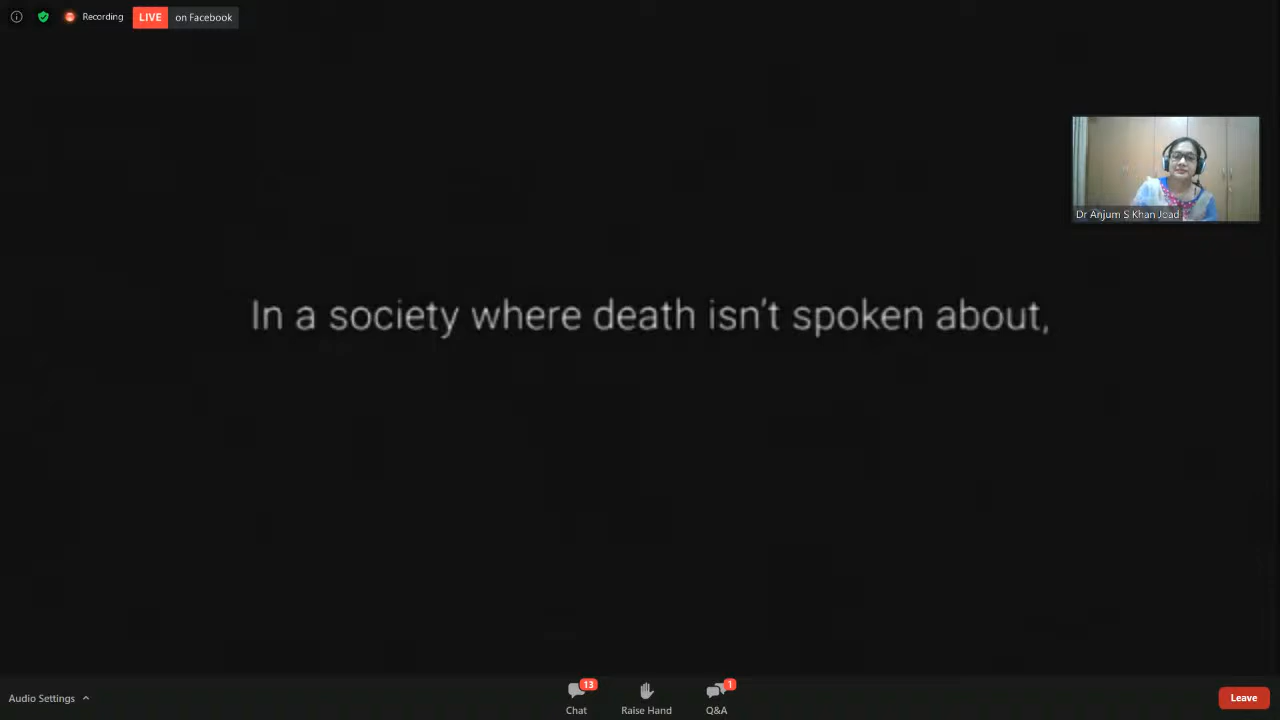 Recording
LIVE on Facebook
Dr Anjum S Khan Joad
In a society where death isn't spoken about,
Audio Settings
13
Chat
Raise Hand
1
Q&A
Leave